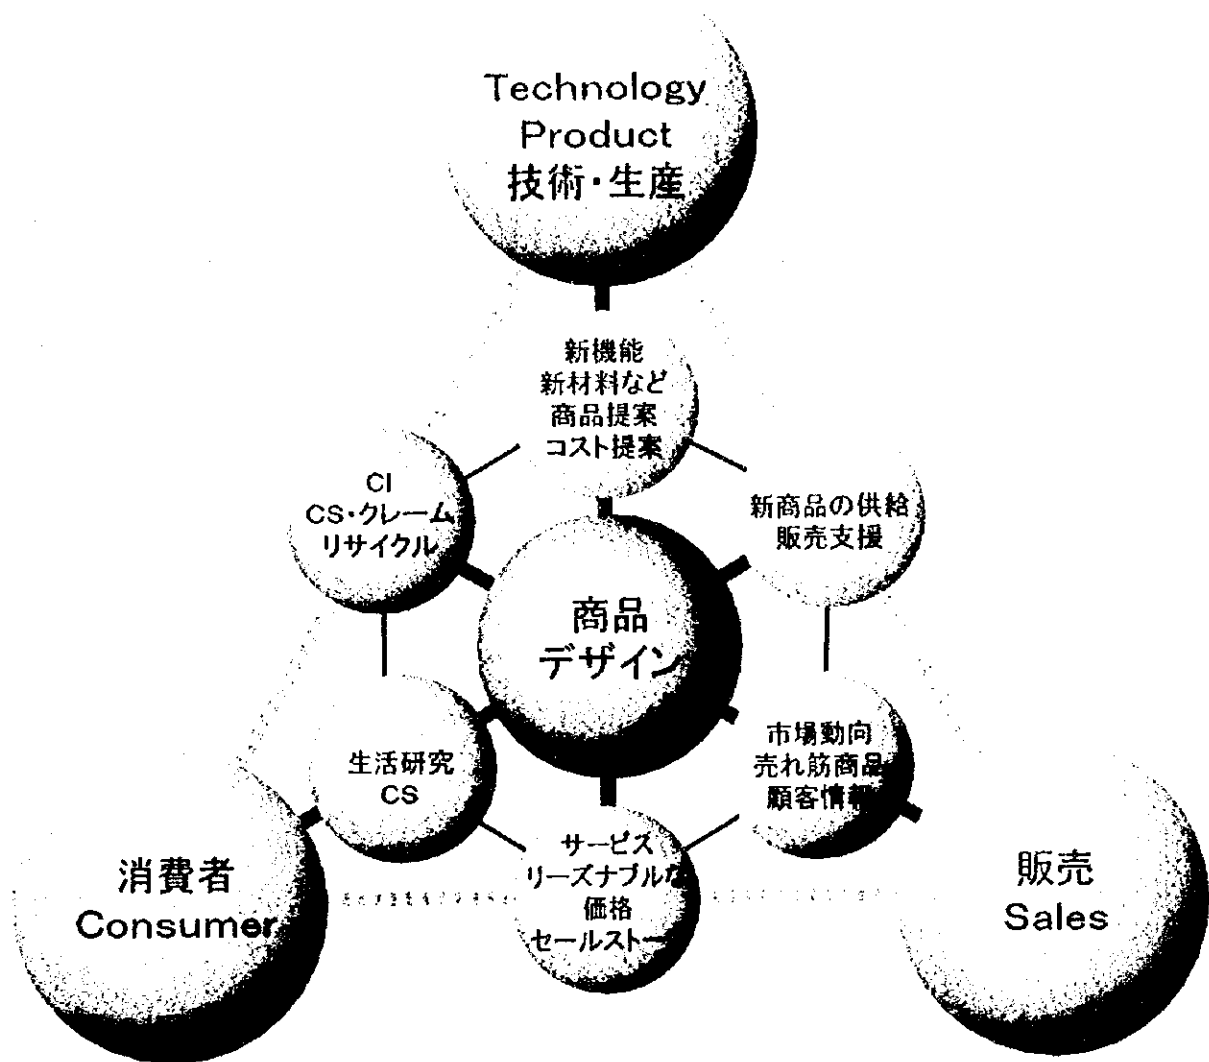 Technology
Product
技術・生産
新機能
新材料など
商品提案
コスト提案
CI
CS・クレーム
リサイクル
新商品の供給
販売支援
商品
デザイン
生活研究
CS
市場動向
売れ筋商品
顧客情報
サービス
リーズナブルな
価格
セールストーク
消費者
Consumer
販売
Sales